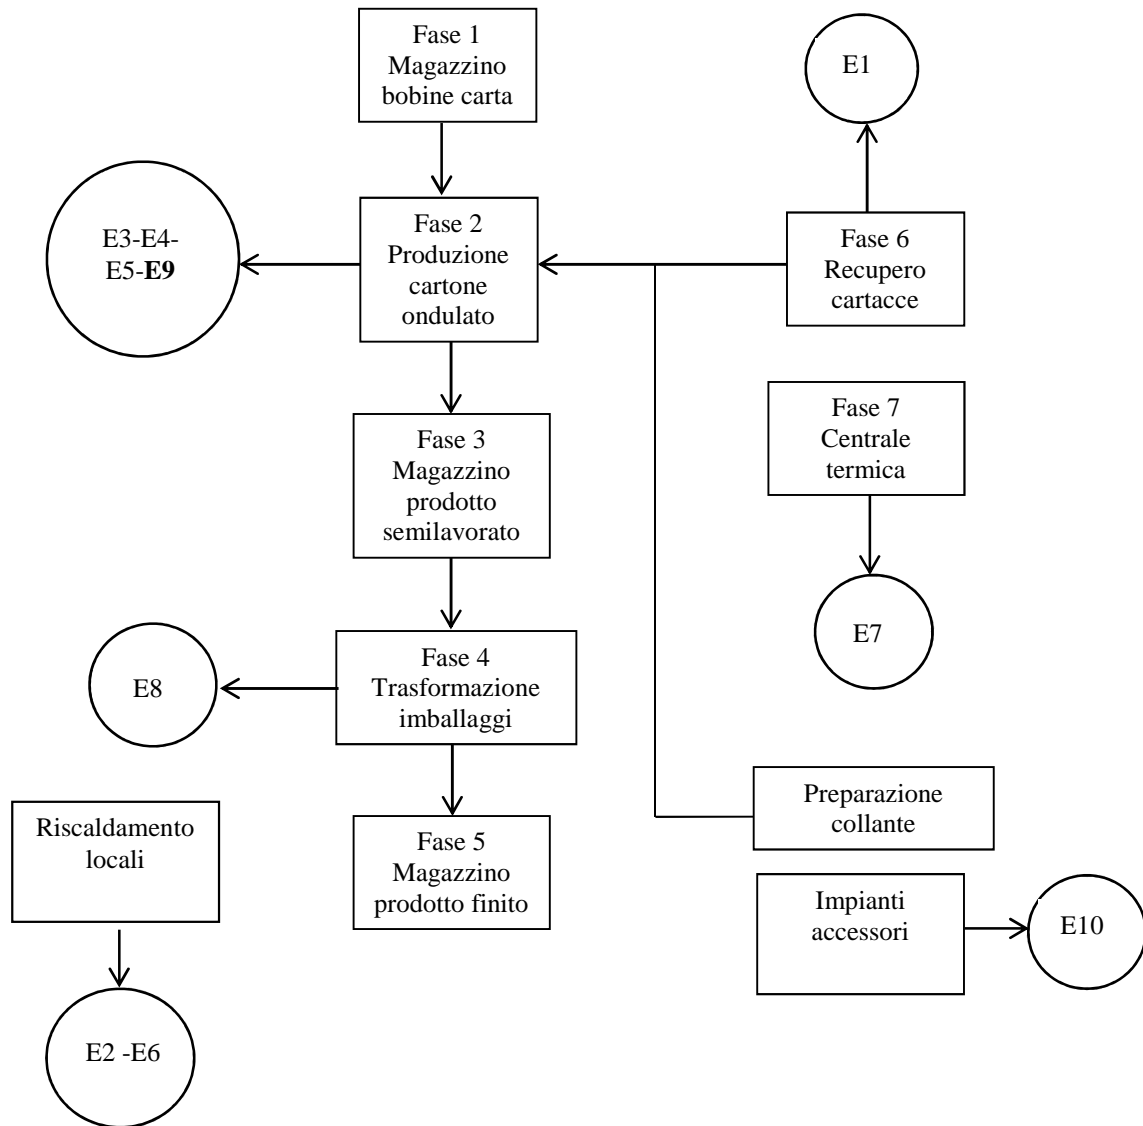 Fase 1
Magazzino
bobine carta
E1
E3-E4-
E5-E9
Fase 2
Produzione
cartone
ondulato
Fase 6
Recupero
cartacce
Fase 3
Magazzino
prodotto
semilavorato
Fase 7
Centrale
termica
E7
E8
Fase 4
Trasformazione
imballaggi
Riscaldamento
locali
Fase 5
Magazzino
prodotto finito
Preparazione
collante
Impianti
accessori
E10
E2 -E6